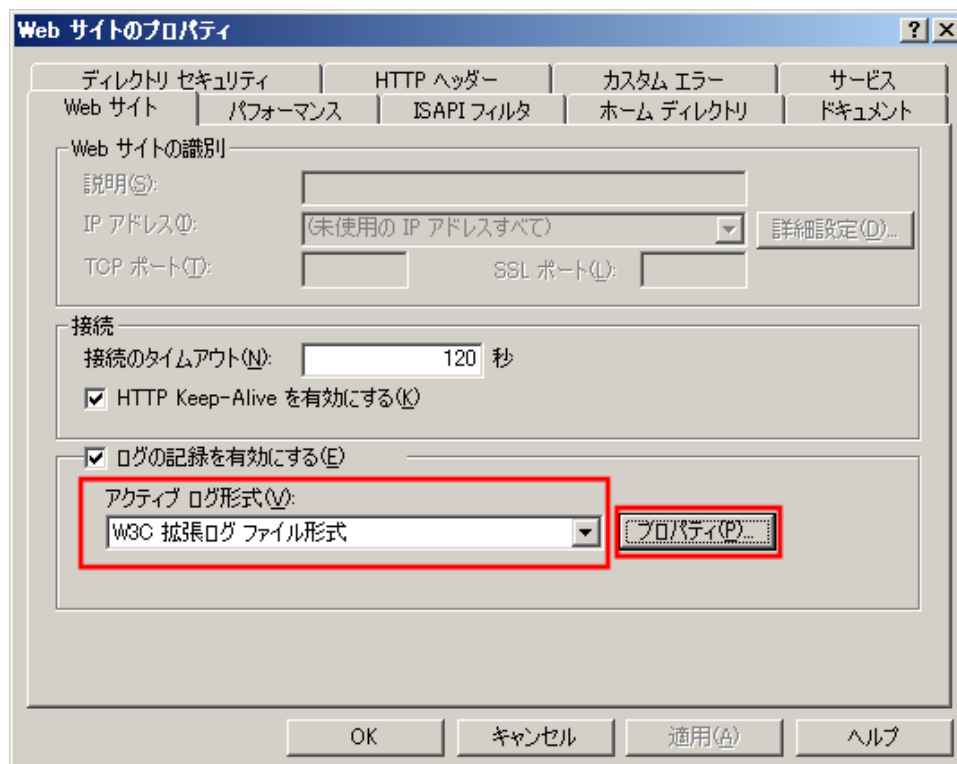 Web サイトのプロパティ
ディレクトリ セキュリティ HTTP ヘッダー カスタム エラー サービス
Web サイト パフォーマンス ISAPI フィルタ ホーム ディレクトリ ドキュメント
Web サイトの識別
説明(S):
IP アドレス(I): (未使用の IP アドレスすべて) 詳細設定(D)...
TCP ポート(T): SSL ポート(L):
接続
接続のタイムアウト(N): 120 秒
HTTP Keep-Alive を有効にする(K)
ログの記録を有効にする(E)
アクティブ ログ形式(V):
W3C 拡張ログ ファイル形式 プロパティ(P)...
OK キャンセル 適用(A) ヘルプ